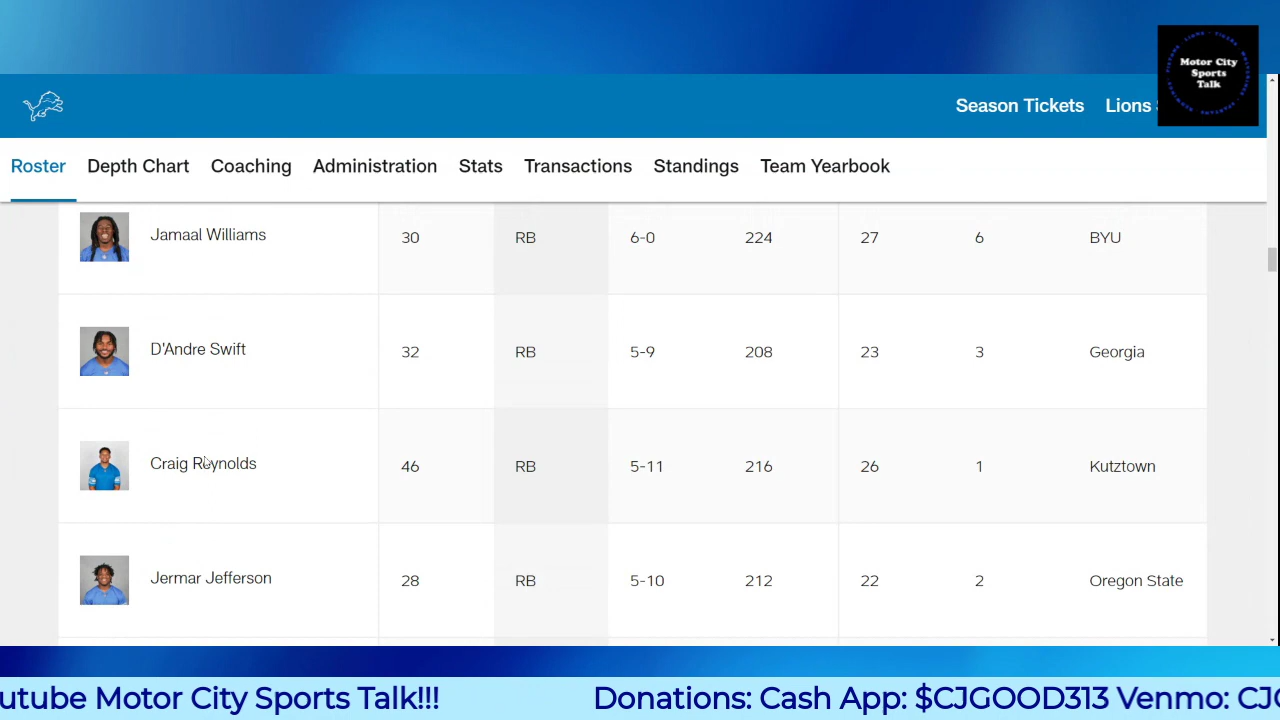 Motor City
Sports
Talk
Season Tickets Lions
Roster Depth Chart Coaching Administration Stats Transactions Standings Team Yearbook
Jamaal Williams 30 RB 6-0 224 27 6 BYU
D'Andre Swift 32 RB 5-9 208 23 3 Georgia
Craig Reynolds 46 RB 5-11 216 26 1 Kutztown
Jermar Jefferson 28 RB 5-10 212 22 2 Oregon State
utube Motor City Sports Talk!!! Donations: Cash App: $CJGOOD313 Venmo: CJG